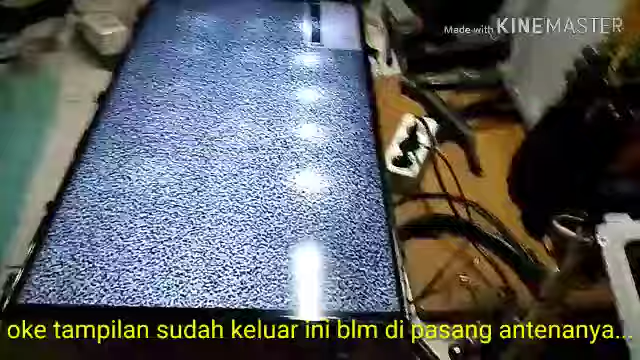 Made with KINEMASTER
oke tampilan sudah keluar ini blm di pasang antenanya...